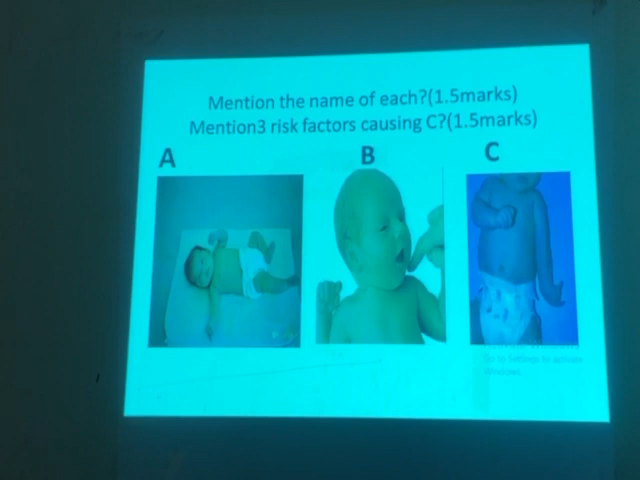 Mention the name of each?(1.5marks)
Mention3 risk factors causing C?(1.5marks)
A
B
C
Go to Settings to activate
Windows.